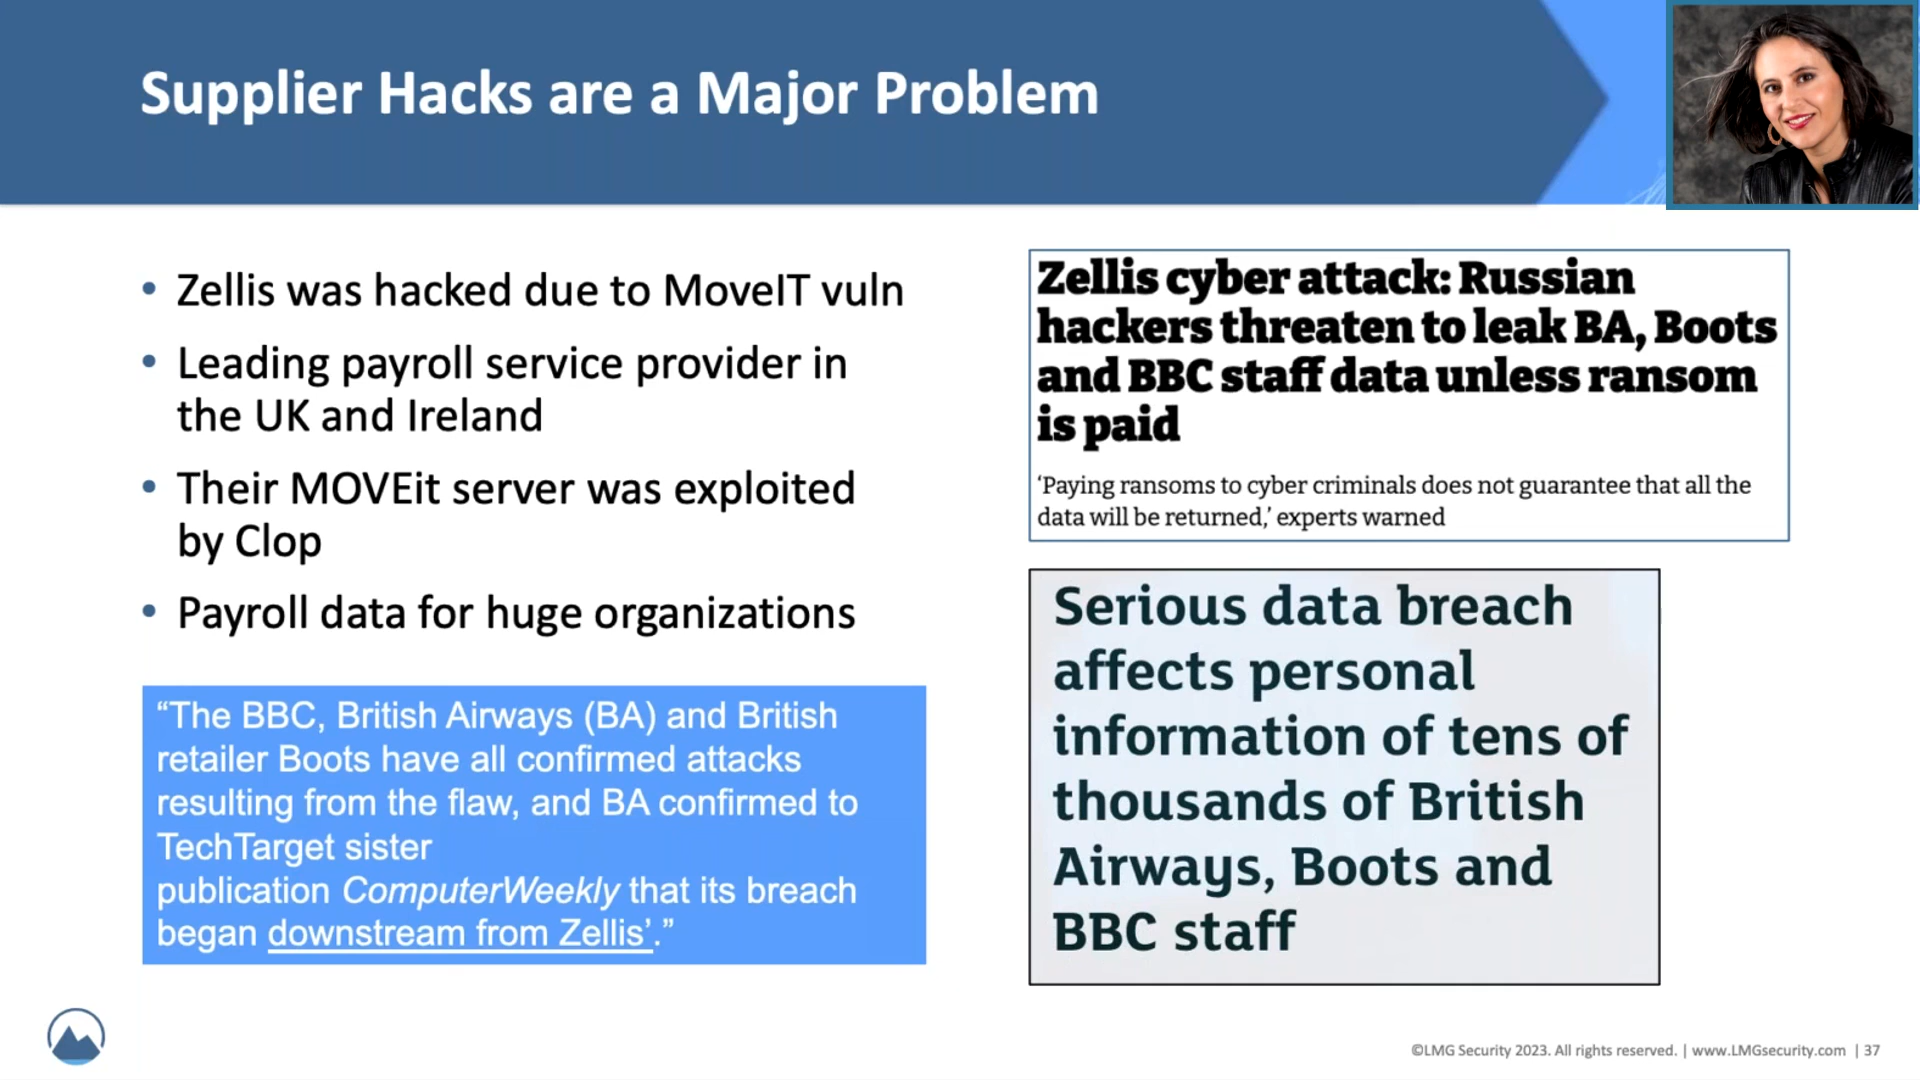 Supplier Hacks are a Major Problem
• Zellis was hacked due to MoveIT vuln
• Leading payroll service provider in
the UK and Ireland
• Their MOVEit server was exploited
by Clop
• Payroll data for huge organizations
“The BBC, British Airways (BA) and British
retailer Boots have all confirmed attacks
resulting from the flaw, and BA confirmed to
TechTarget sister
publication ComputerWeekly that its breach
began downstream from Zellis’.”
Zellis cyber attack: Russian
hackers threaten to leak BA, Boots
and BBC staff data unless ransom
is paid
‘Paying ransoms to cyber criminals does not guarantee that all the
data will be returned,’ experts warned
Serious data breach
affects personal
information of tens of
thousands of British
Airways, Boots and
BBC staff
©LMG Security 2023. All rights reserved. | www.LMGsecurity.com | 37